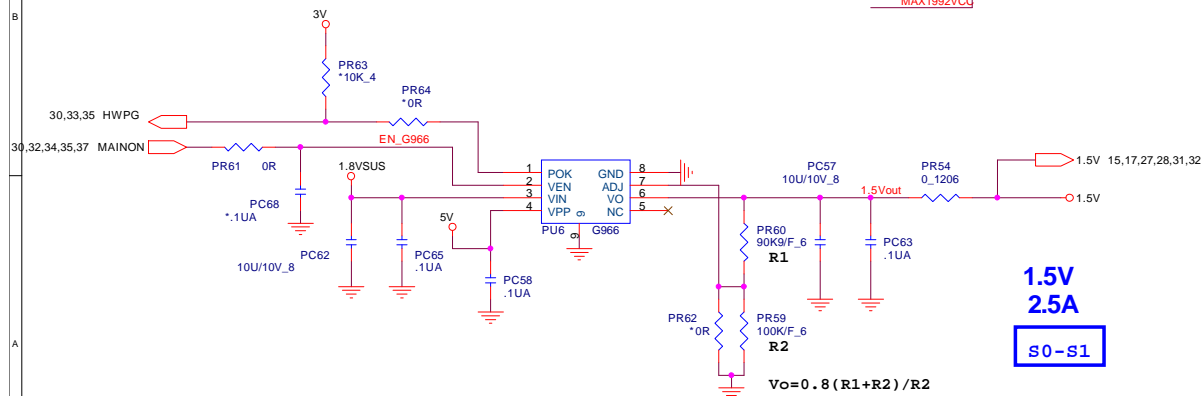 B
MAX1992VCC
3V
PR63
*10K_4
PR64
*0R
30,33,35 HWPG
30,32,34,35,37 MAINON
EN_G966
PR61 0R
1.8VSUS
PC68
*.1UA
PC62
10U/10V_8
PC65
.1UA
5V
PC58
.1UA
1 POK
2 VEN
3 VIN
4 VPP
GND 8
ADJ 7
VO 6
NC 5
9
9
PU6 G966
PC57
10U/10V_8
1.5Vout
PR54
0_1206
1.5V 15,17,27,28,31,32
1.5V
PR60
90K9/F_6
R1
PC63
.1UA
PR62
*0R
PR59
100K/F_6
R2
Vo=0.8(R1+R2)/R2
1.5V
2.5A
S0-S1
A